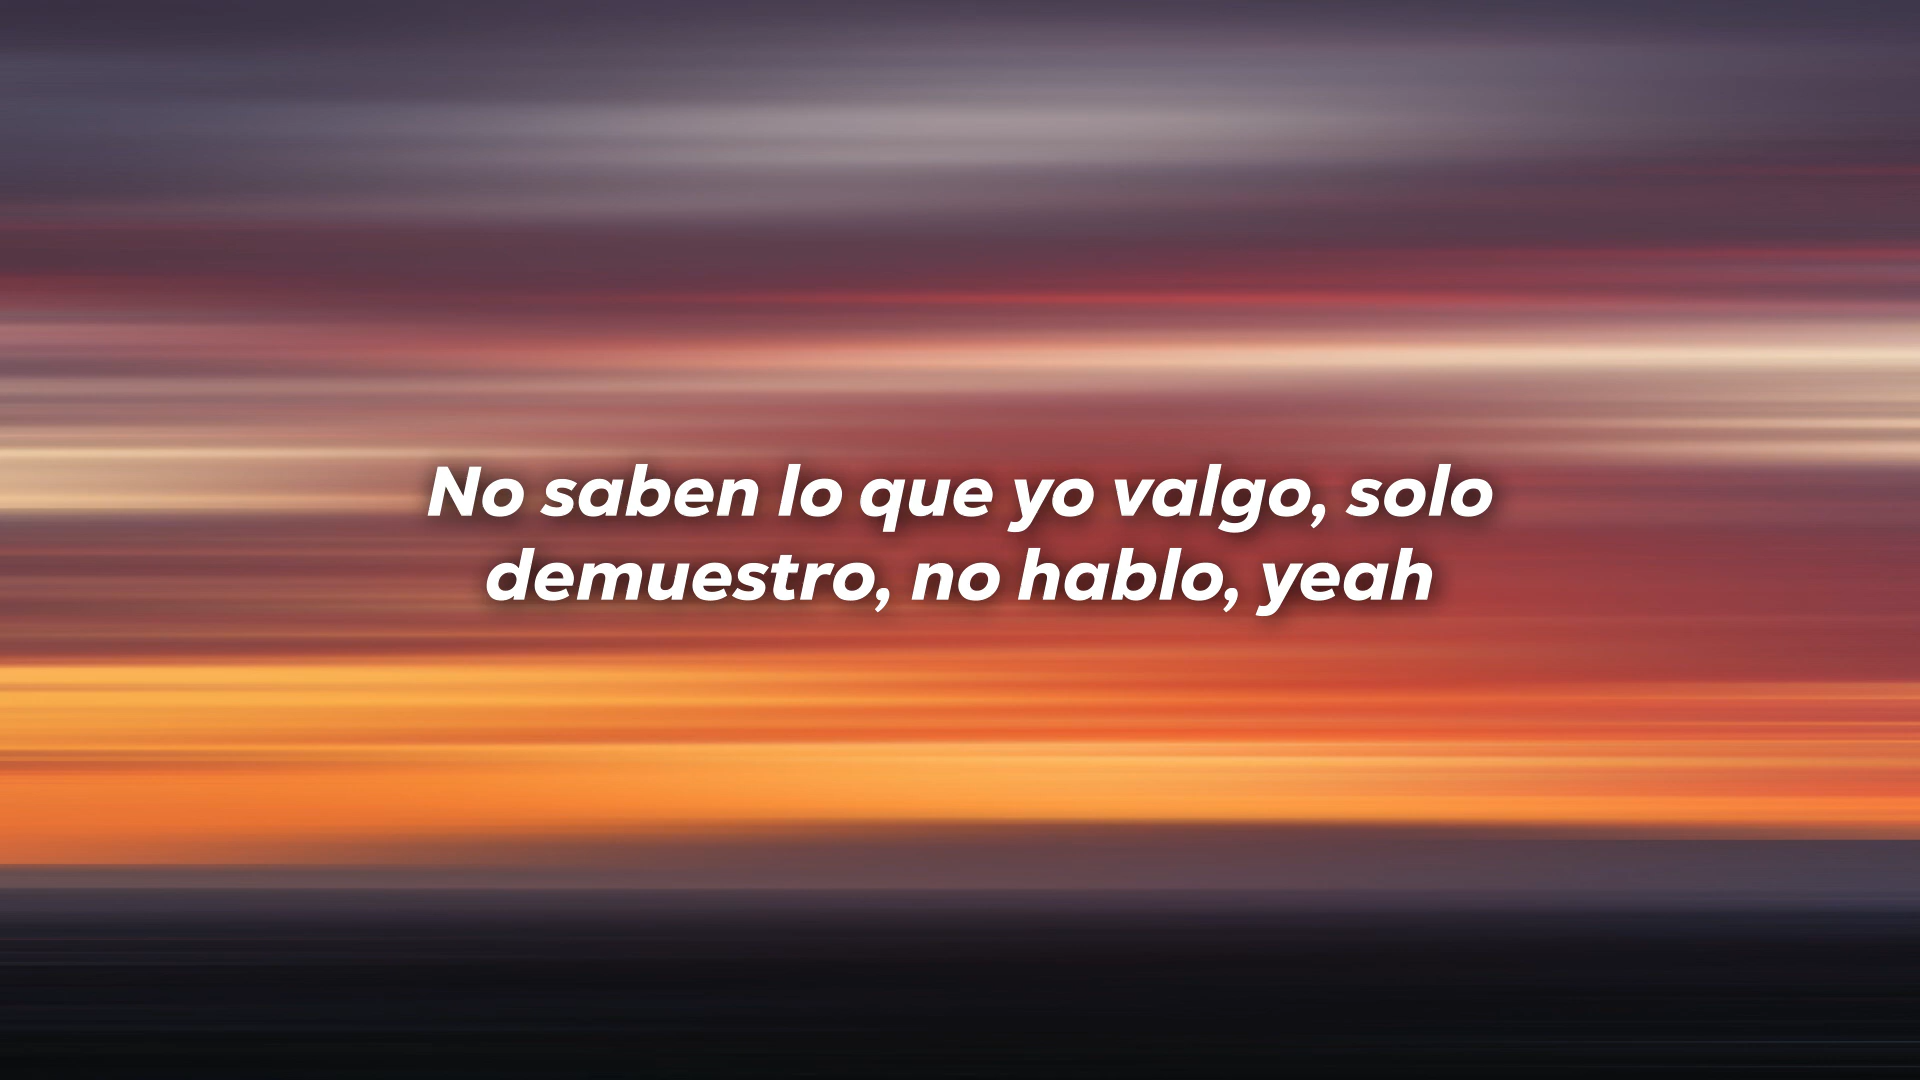 No saben lo que yo valgo, solo
demuestro, no hablo, yeah